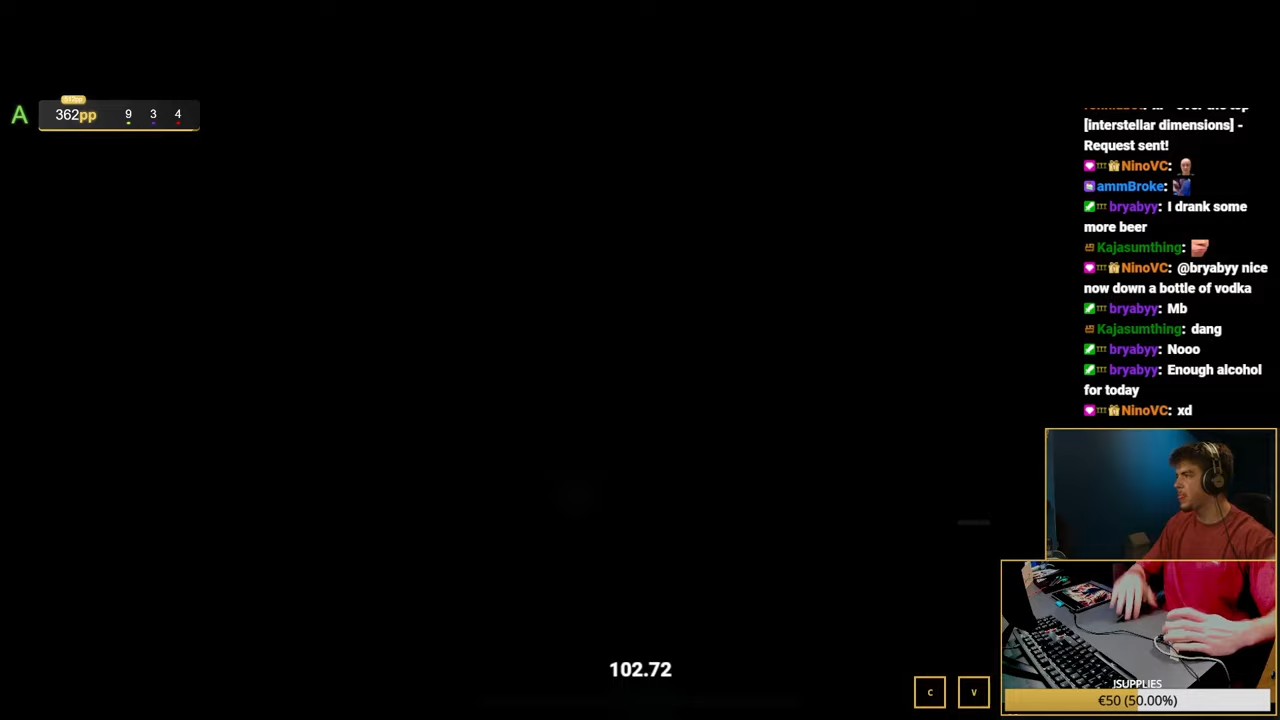 A 362pp 9 3 4
[interstellar dimensions] -
Request sent!
NinoVC:
ammBroke:
bryabyy: I drank some
more beer
Kajasumthing:
NinoVC: @bryabyy nice
now down a bottle of vodka
bryabyy: Mb
Kajasumthing: dang
bryabyy: Nooo
bryabyy: Enough alcohol
for today
NinoVC: xd
102.72
C V
JSUPPLIES
€50 (50.00%)